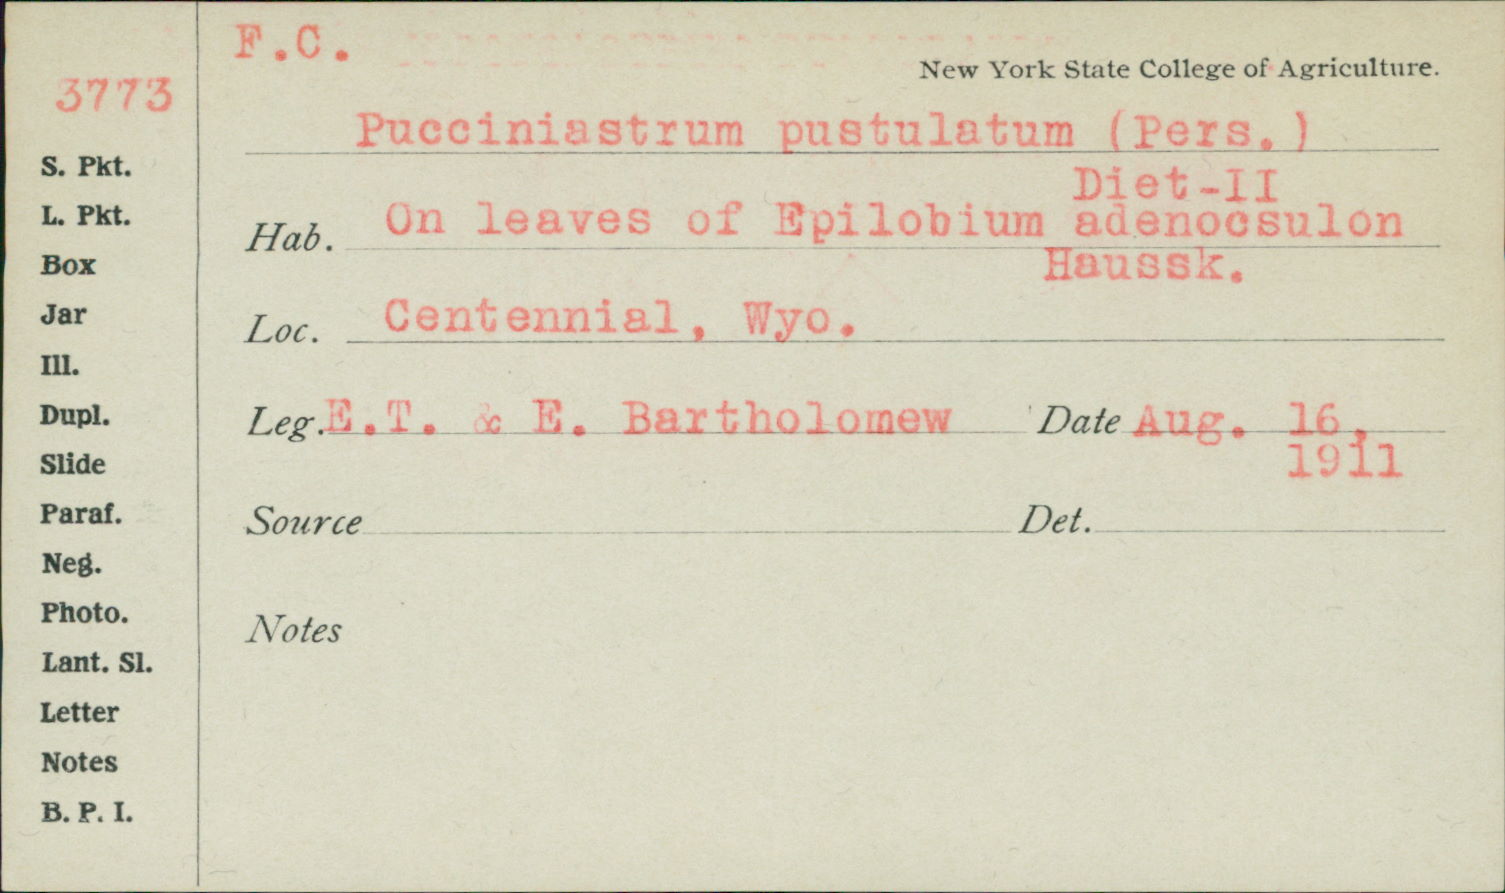 F.C.
New York State College of Agriculture.
3773
Pucciniastrum pustulatum (Pers.)
Diet-II
Hab. On leaves of Epilobium adenocsulon
Haussk.
Loc. Centennial, Wyo.
Leg. E.T. & E. Bartholomew Date Aug. 16,
1911
Source Det.
Notes
S. Pkt.
L. Pkt.
Box
Jar
Ill.
Dupl.
Slide
Paraf.
Neg.
Photo.
Lant. Sl.
Letter
Notes
B. P. I.